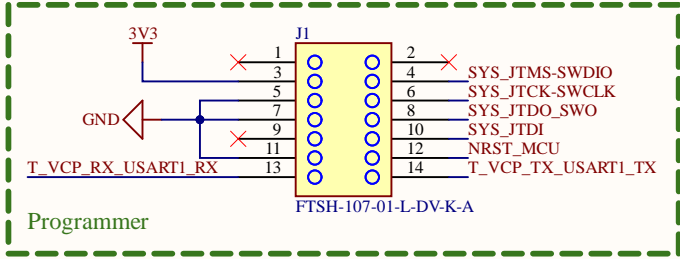 3V3
J1
1 2
3 4 SYS_JTMS-SWDIO
5 6 SYS_JTCK-SWCLK
GND 7 8 SYS_JTDO_SWO
9 10 SYS_JTDI
11 12 NRST_MCU
T_VCP_RX_USART1_RX 13 14 T_VCP_TX_USART1_TX
FTSH-107-01-L-DV-K-A
Programmer